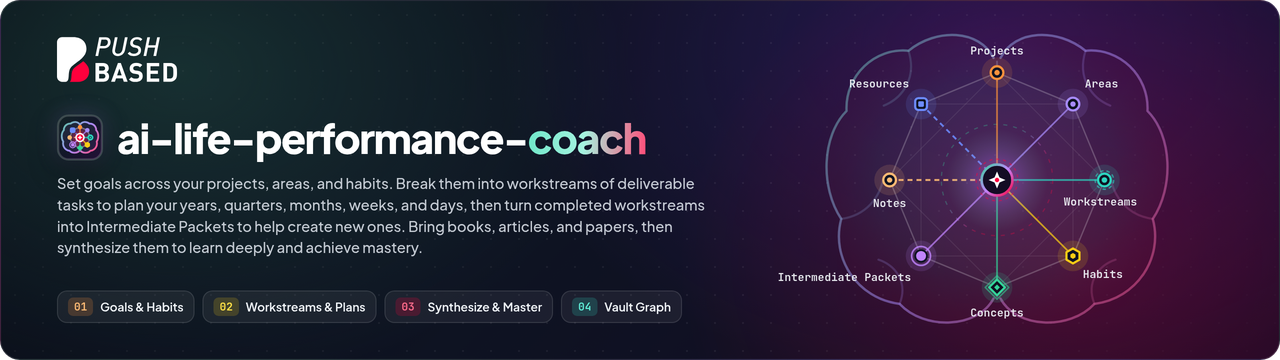 PUSH
BASED
ai-life-performance-coach
Set goals across your projects, areas, and habits. Break them into workstreams of deliverable
tasks to plan your years, quarters, months, weeks, and days, then turn completed workstreams
into Intermediate Packets to help create new ones. Bring books, articles, and papers, then
synthesize them to learn deeply and achieve mastery.
01 Goals & Habits
02 Workstreams & Plans
03 Synthesize & Master
04 Vault Graph
Projects
Resources
Areas
Notes
Workstreams
Intermediate Packets
Habits
Concepts